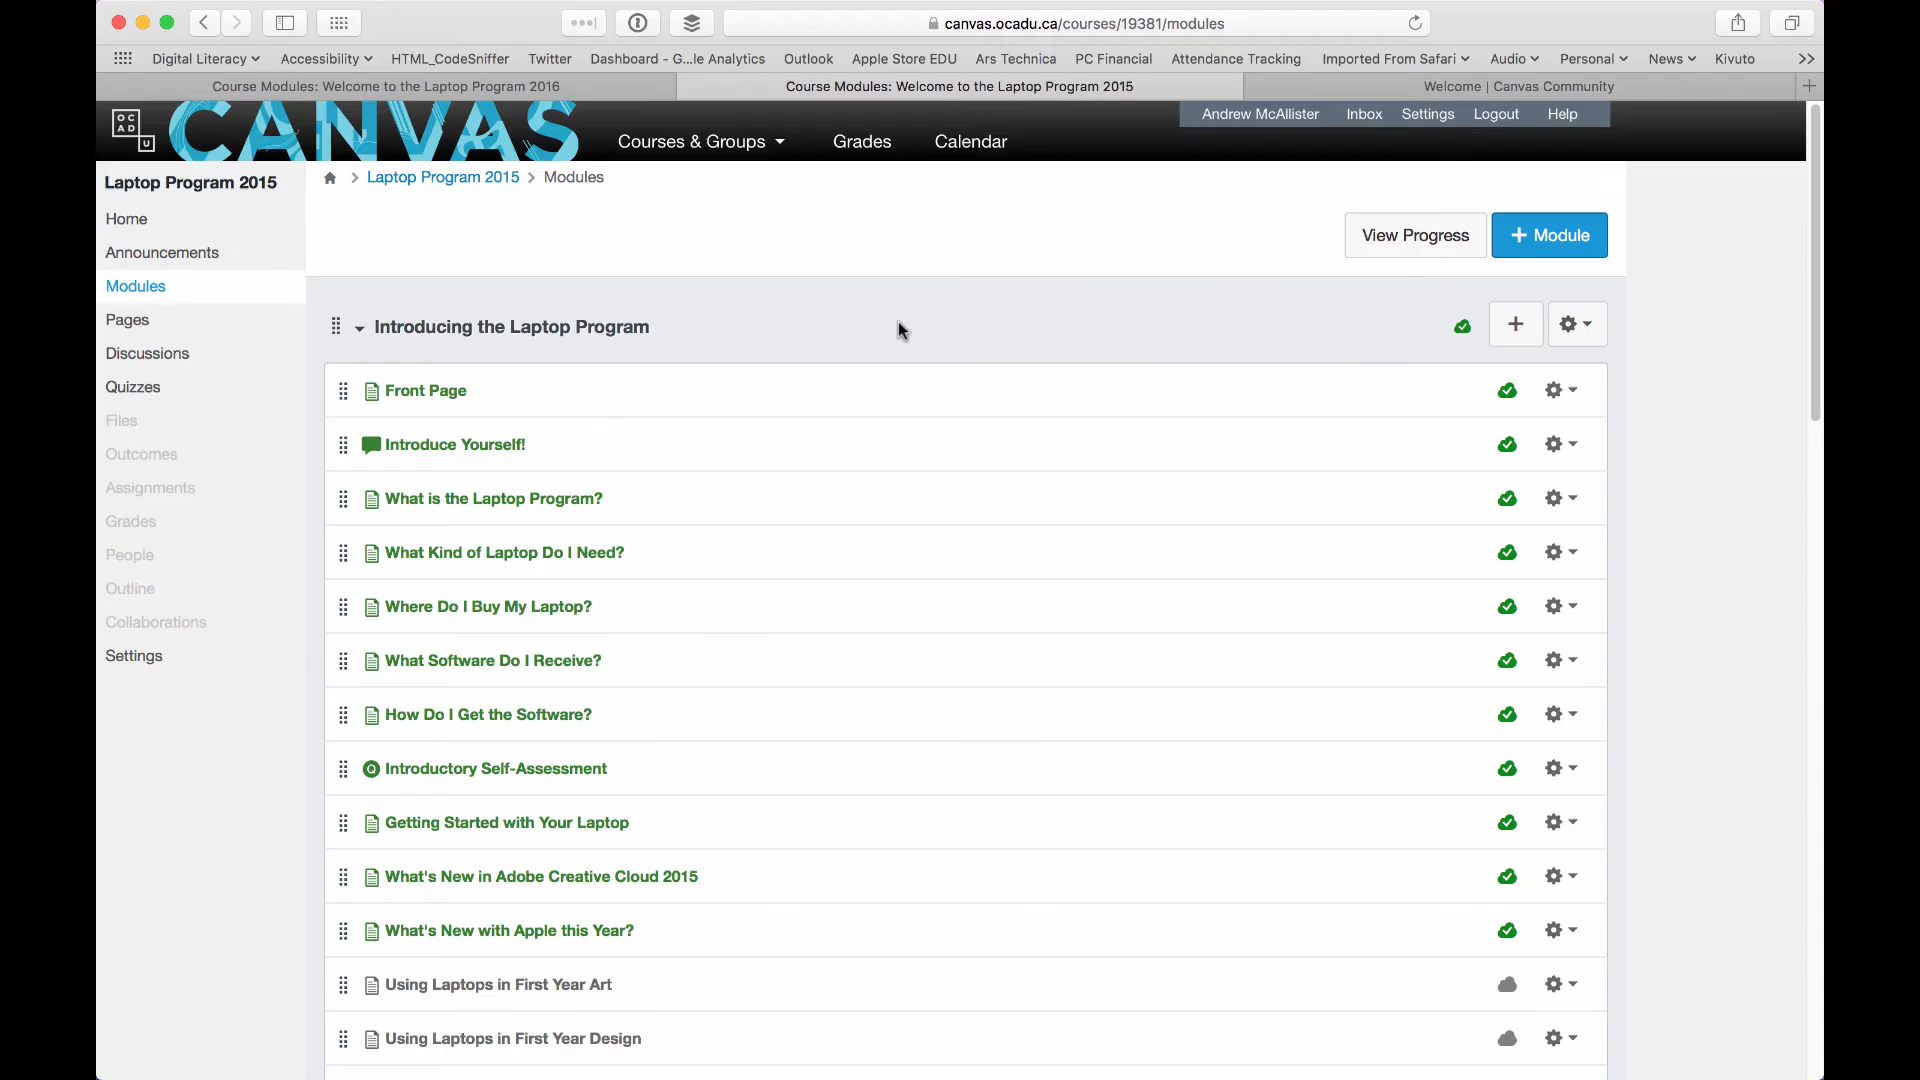 canvas.ocadu.ca/courses/19381/modules
Digital Literacy Accessibility HTML_CodeSniffer Twitter Dashboard - G...le Analytics Outlook Apple Store EDU Ars Technica PC Financial Attendance Tracking Imported From Safari Audio Personal News Kivuto
Course Modules: Welcome to the Laptop Program 2016 Course Modules: Welcome to the Laptop Program 2015 Welcome | Canvas Community
OCAD U
CANVAS
Courses & Groups Grades Calendar
Andrew McAllister Inbox Settings Logout Help
Laptop Program 2015
Home
Announcements
Modules
Pages
Discussions
Quizzes
Files
Outcomes
Assignments
Grades
People
Outline
Collaborations
Settings
Laptop Program 2015 > Modules
View Progress
+ Module
Introducing the Laptop Program
Front Page
Introduce Yourself!
What is the Laptop Program?
What Kind of Laptop Do I Need?
Where Do I Buy My Laptop?
What Software Do I Receive?
How Do I Get the Software?
Introductory Self-Assessment
Getting Started with Your Laptop
What's New in Adobe Creative Cloud 2015
What's New with Apple this Year?
Using Laptops in First Year Art
Using Laptops in First Year Design